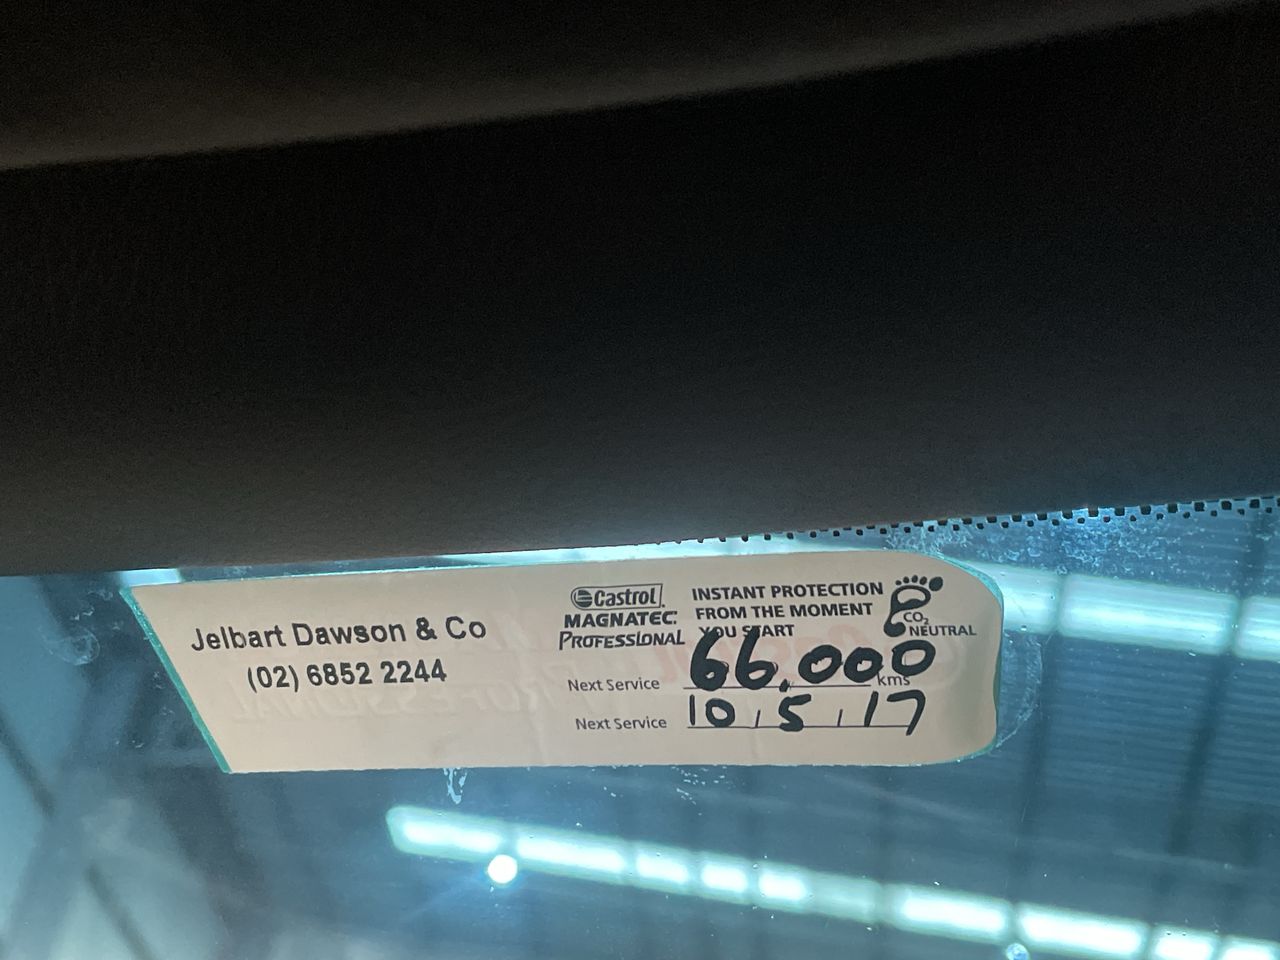 Jelbart Dawson & Co
(02) 6852 2244
Castrol
MAGNATEC
PROFESSIONAL
INSTANT PROTECTION
FROM THE MOMENT
YOU START
CO2
NEUTRAL
Next Service 66,000 kms
Next Service 10 / 5 / 17